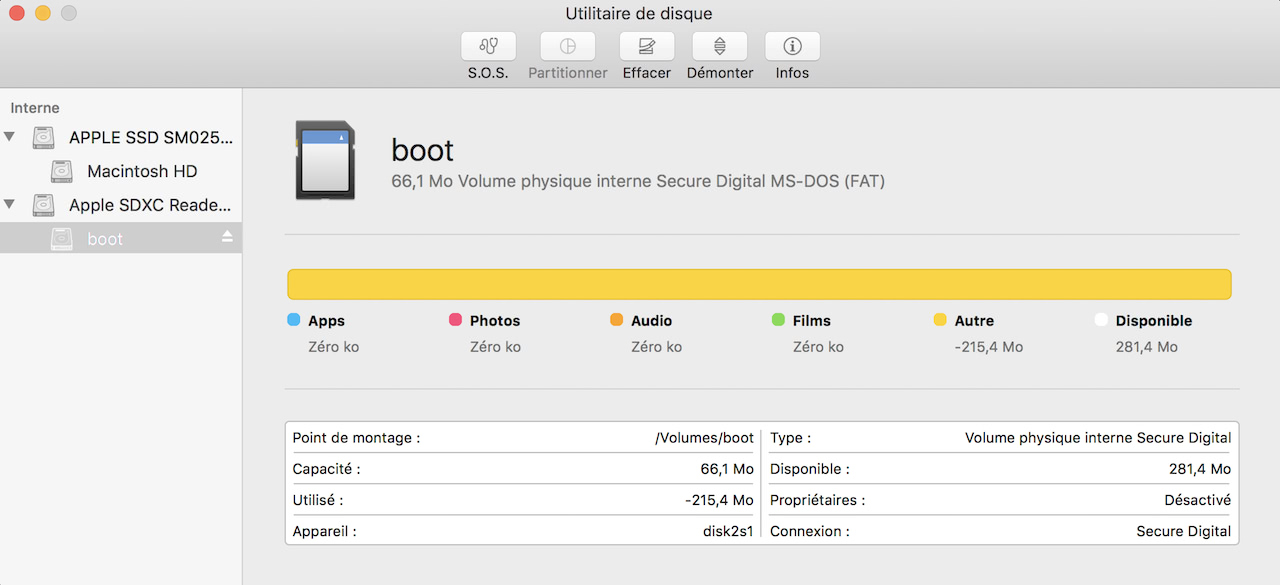 Utilitaire de disque
S.O.S. Partitionner Effacer Démonter Infos
Interne
APPLE SSD SM025...
Macintosh HD
Apple SDXC Reade...
boot
boot
66,1 Mo Volume physique interne Secure Digital MS-DOS (FAT)
Apps Photos Audio Films Autre Disponible
Zéro ko Zéro ko Zéro ko Zéro ko -215,4 Mo 281,4 Mo
Point de montage : /Volumes/boot Type : Volume physique interne Secure Digital
Capacité : 66,1 Mo Disponible : 281,4 Mo
Utilisé : -215,4 Mo Propriétaires : Désactivé
Appareil : disk2s1 Connexion : Secure Digital